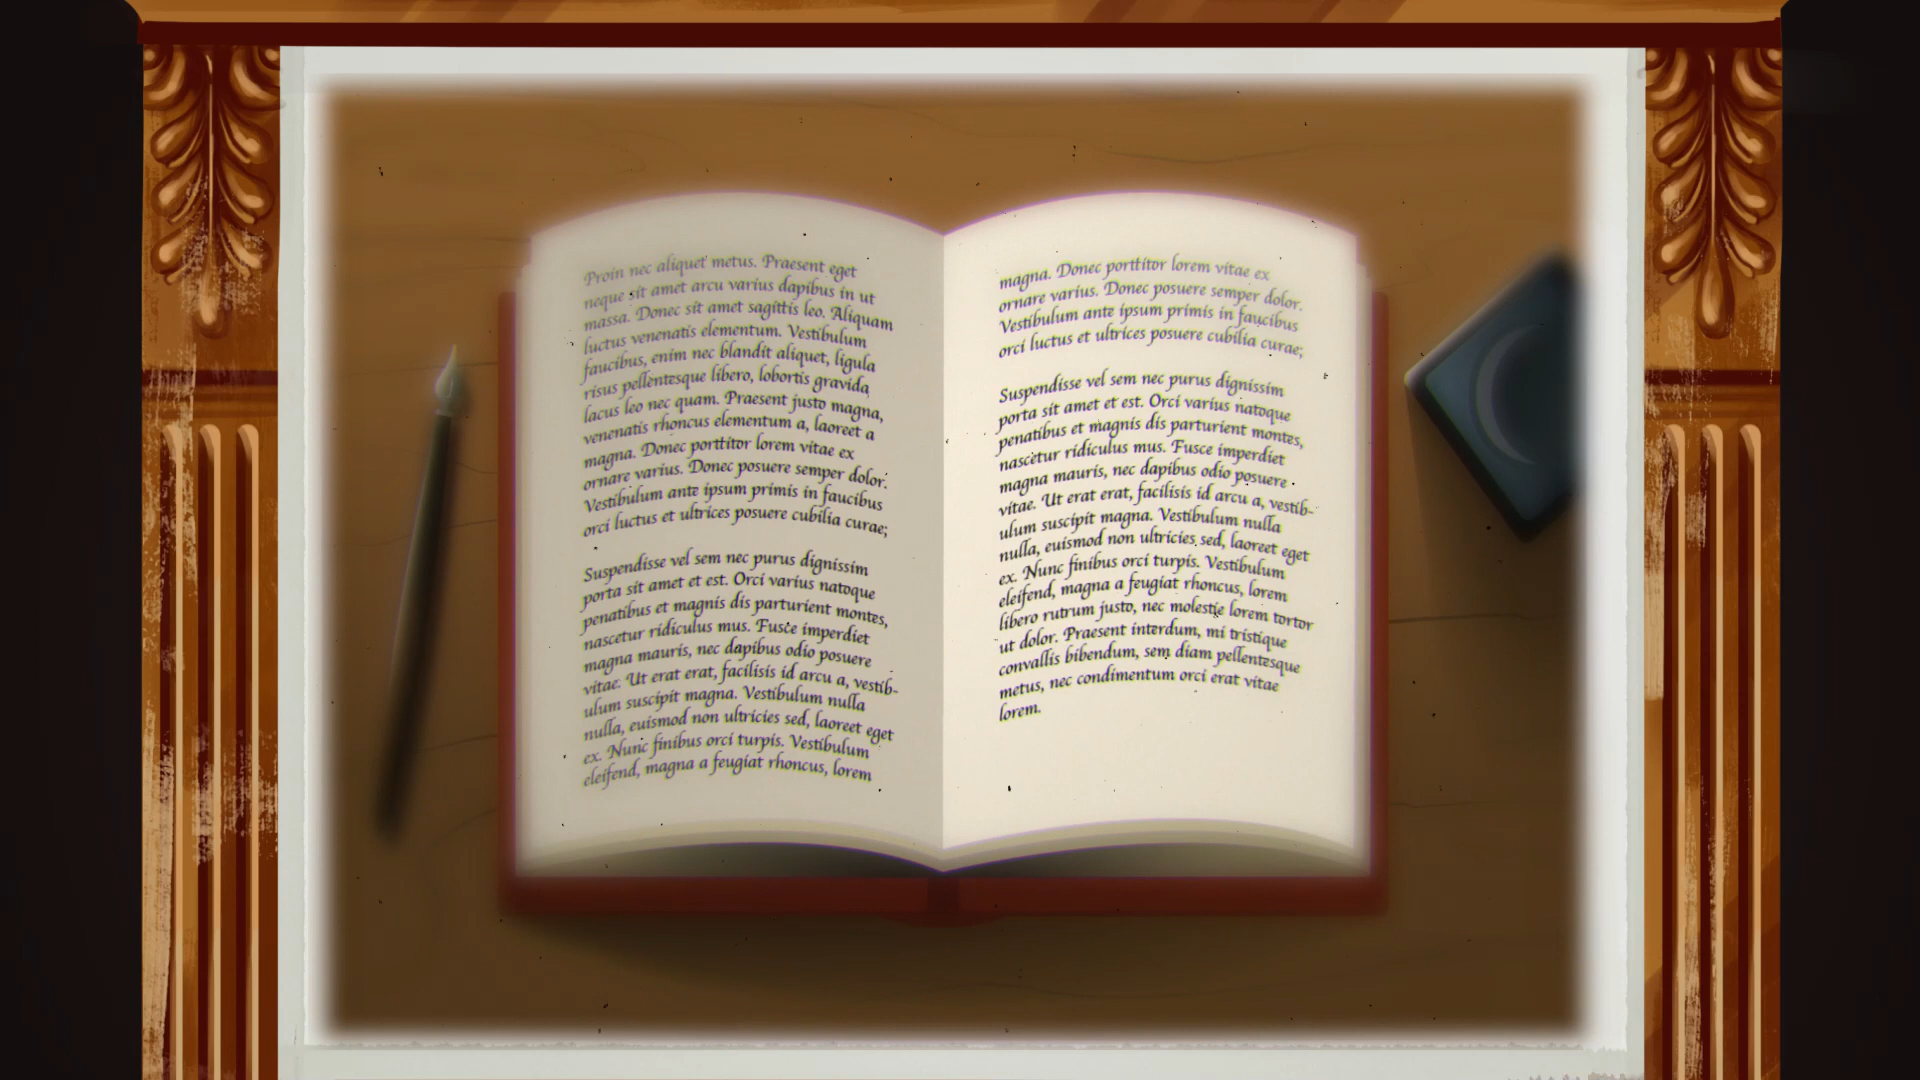 Proin nec aliquet metus. Praesent eget
neque sit amet arcu varius dapibus in ut
massa. Donec sit amet sagittis leo. Aliquam
luctus venenatis elementum. Vestibulum
faucibus, enim nec blandit aliquet, ligula
risus pellentesque libero, lobortis gravida
lacus leo nec quam. Praesent justo magna,
venenatis rhoncus elementum a, laoreet a
magna. Donec porttitor lorem vitae ex
ornare varius. Donec posuere semper dolor.
Vestibulum ante ipsum primis in faucibus
orci luctus et ultrices posuere cubilia curae;
Suspendisse vel sem nec purus dignissim
porta sit amet et est. Orci varius natoque
penatibus et magnis dis parturient montes,
nascetur ridiculus mus. Fusce imperdiet
magna mauris, nec dapibus odio posuere
vitae. Ut erat erat, facilisis id arcu a, vestib-
ulum suscipit magna. Vestibulum nulla
nulla, euismod non ultricies sed, laoreet eget
ex. Nunc finibus orci turpis. Vestibulum
eleifend, magna a feugiat rhoncus, lorem
magna. Donec porttitor lorem vitae ex
ornare varius. Donec posuere semper dolor.
Vestibulum ante ipsum primis in faucibus
orci luctus et ultrices posuere cubilia curae;
Suspendisse vel sem nec purus dignissim
porta sit amet et est. Orci varius natoque
penatibus et magnis dis parturient montes,
nascetur ridiculus mus. Fusce imperdiet
magna mauris, nec dapibus odio posuere
vitae. Ut erat erat, facilisis id arcu a, vestib-
ulum suscipit magna. Vestibulum nulla
nulla, euismod non ultricies sed, laoreet eget
ex. Nunc finibus orci turpis. Vestibulum
eleifend, magna a feugiat rhoncus, lorem
libero rutrum justo, nec molestie lorem tortor
ut dolor. Praesent interdum, mi tristique
convallis bibendum, sem diam pellentesque
metus, nec condimentum orci erat vitae
lorem.